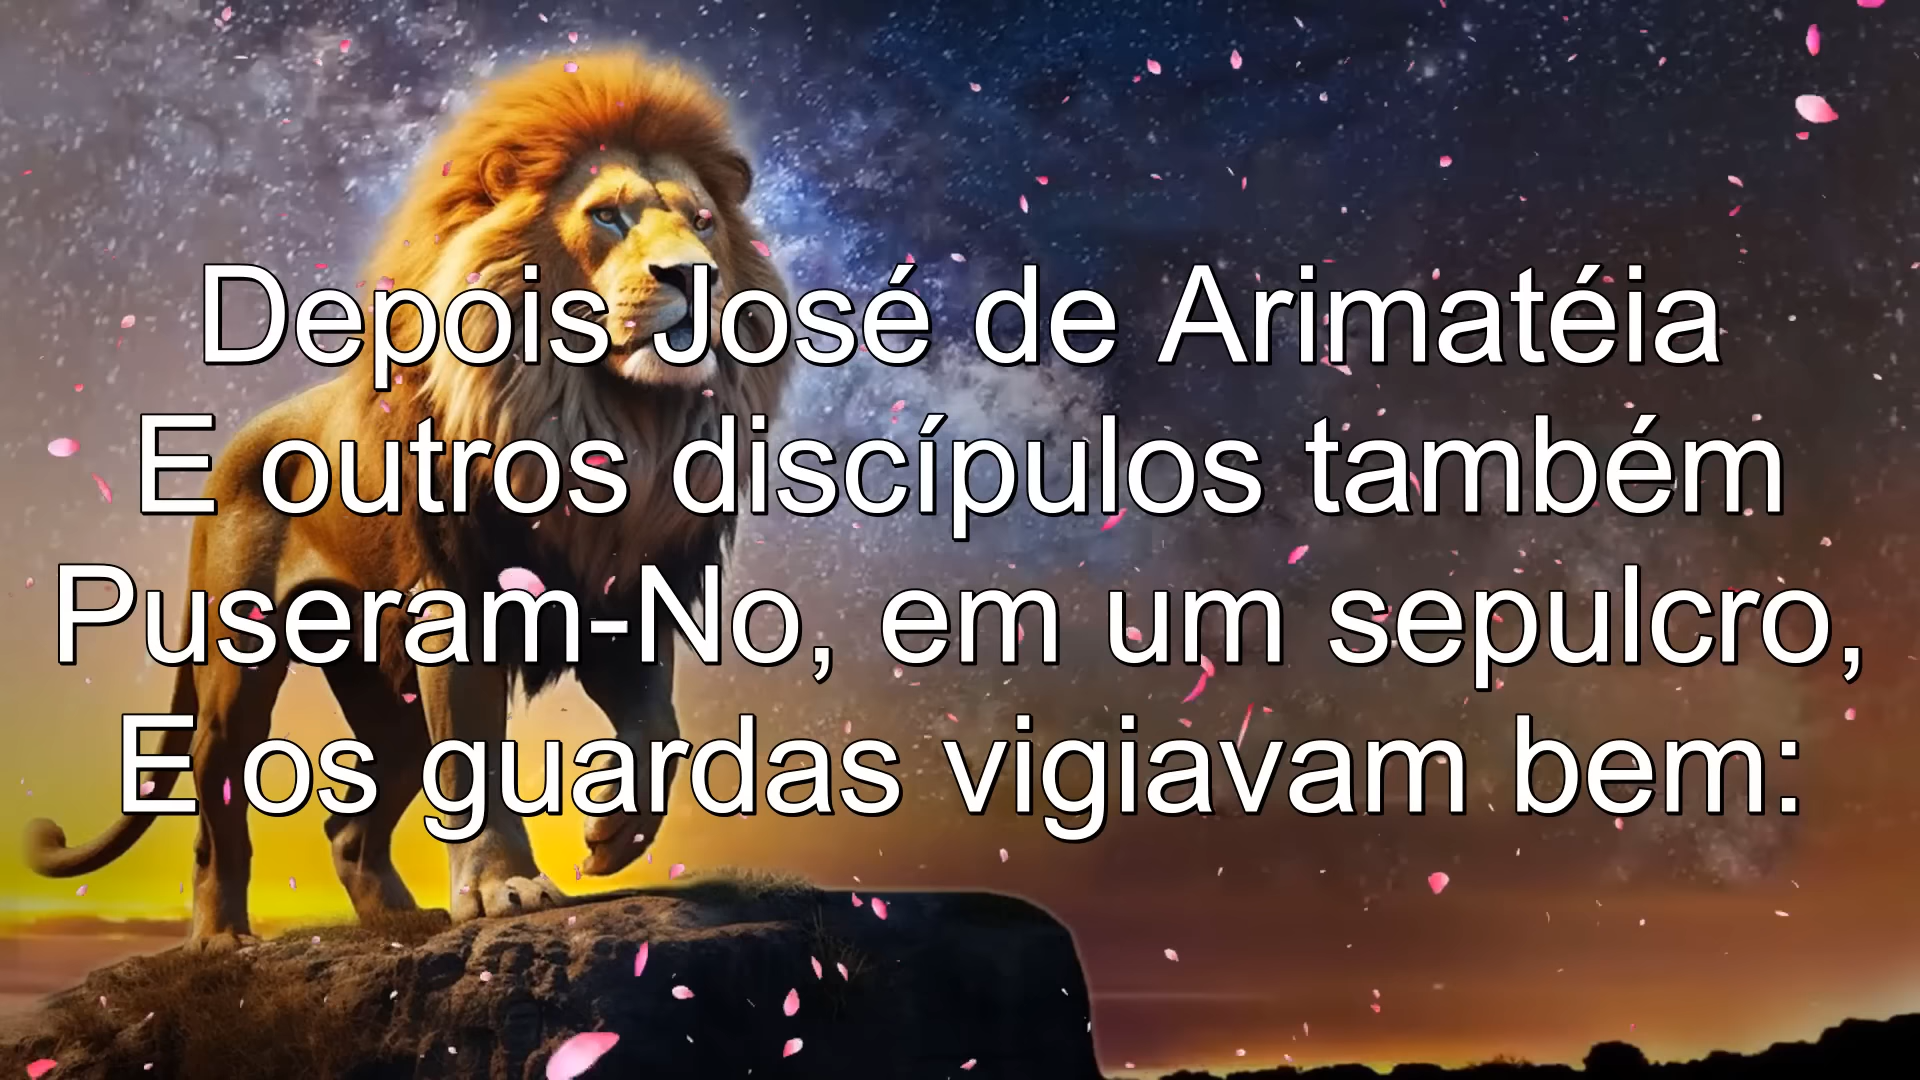 Depois José de Arimatéia
E outros discípulos também
Puseram-No, em um sepulcro,
E os guardas vigiavam bem: